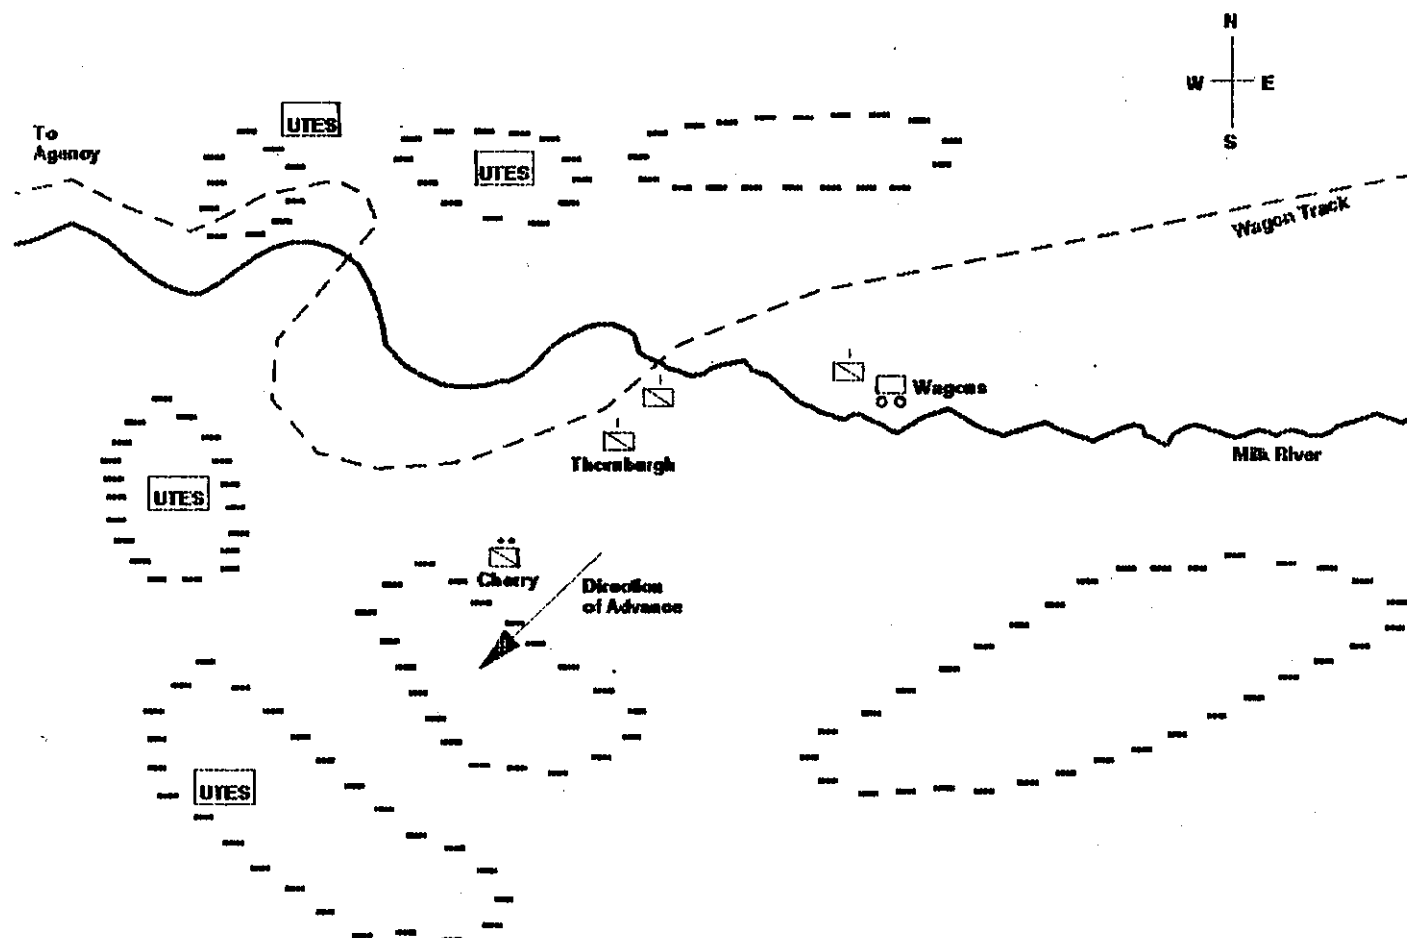 N
W E
S
To
Agency
UTES
UTES
Wagon Track
Wagons
Thornburgh
Milk River
UTES
Cherry
Direction
of Advance
UTES